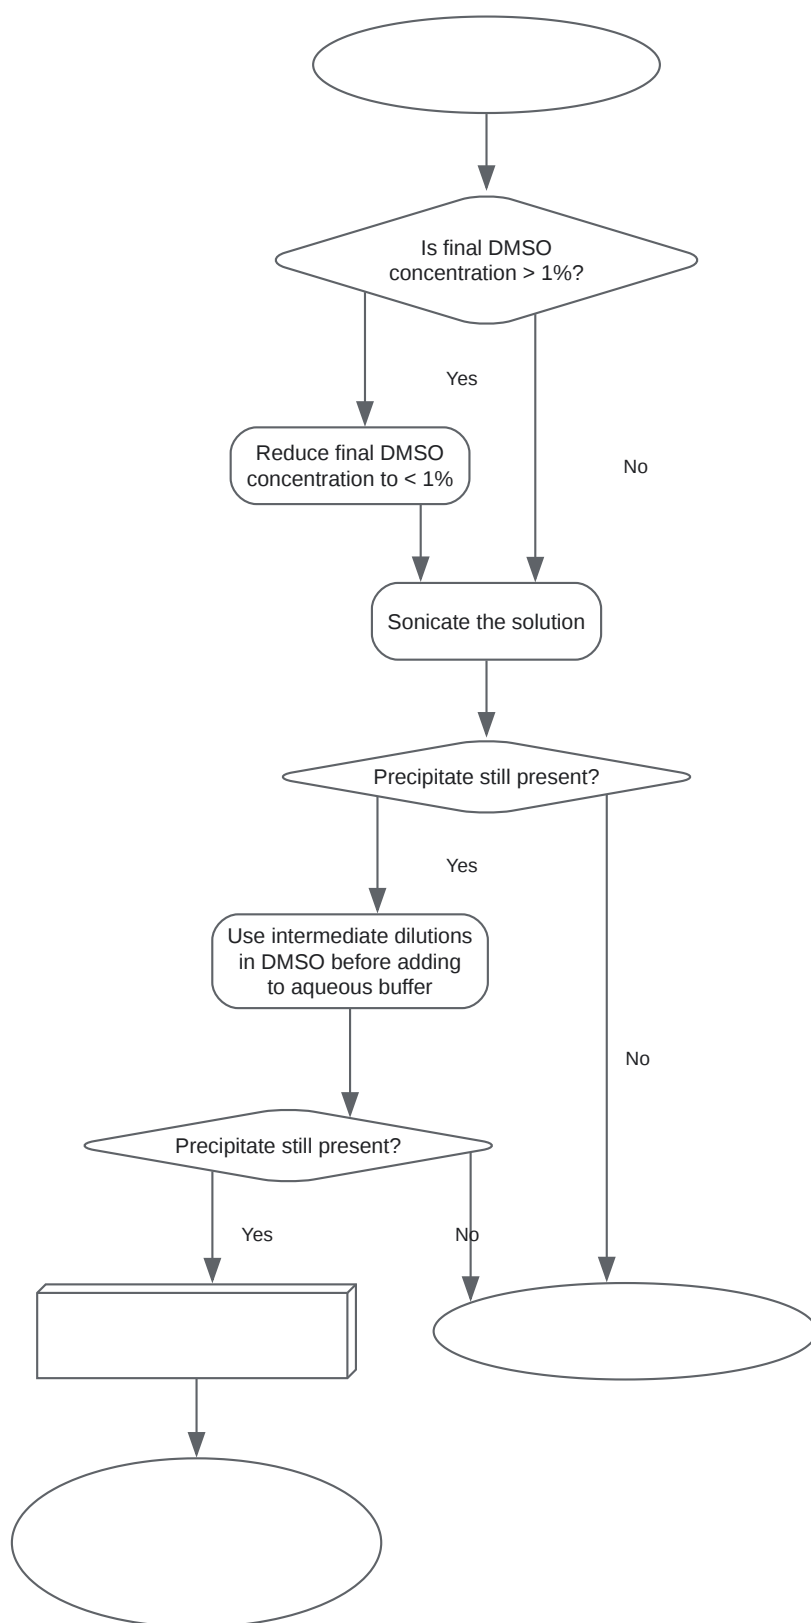 Is final DMSO
concentration > 1%?
Yes
Reduce final DMSO
concentration to < 1%
No
Sonicate the solution
Precipitate still present?
Yes
Use intermediate dilutions
in DMSO before adding
to aqueous buffer
No
Precipitate still present?
Yes
No